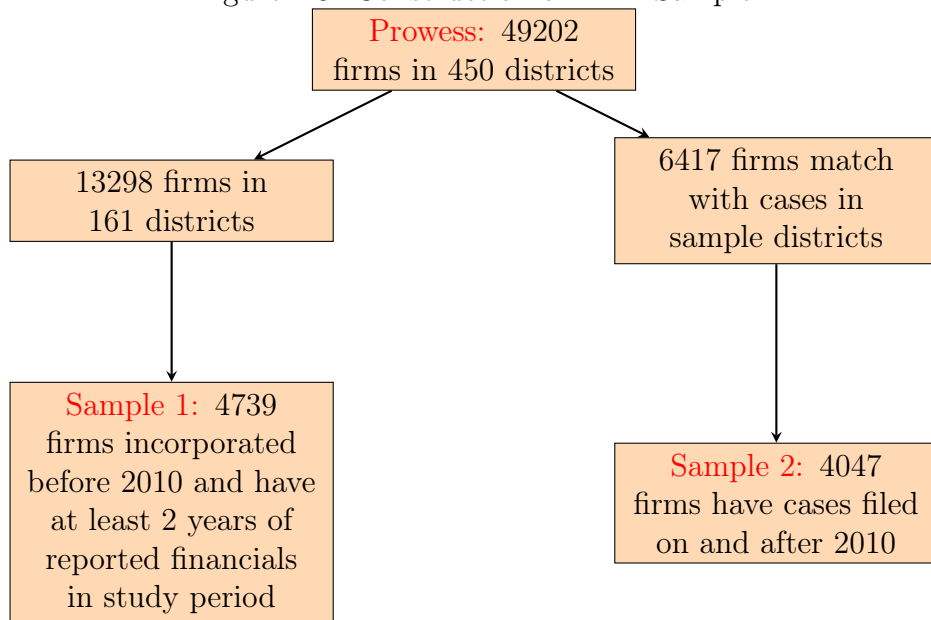 Prowess: 49202
firms in 450 districts
13298 firms in
161 districts
6417 firms match
with cases in
sample districts
Sample 1: 4739
firms incorporated
before 2010 and have
at least 2 years of
reported financials
in study period
Sample 2: 4047
firms have cases filed
on and after 2010